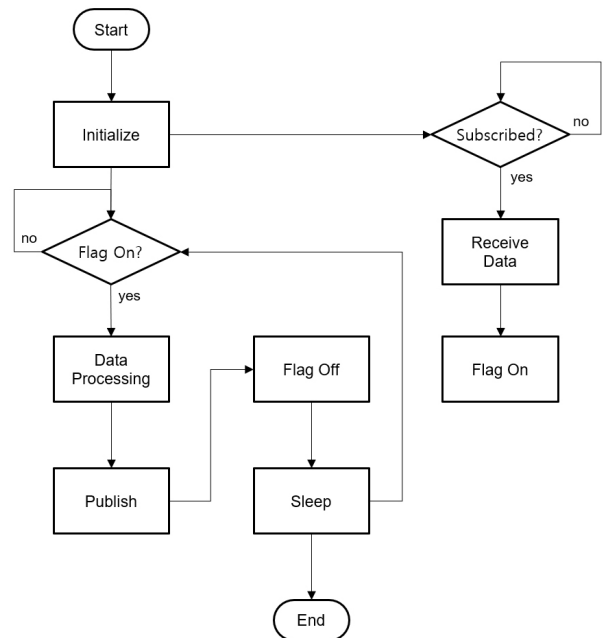 Start
Initialize
Subscribed?
no
yes
Flag On?
no
yes
Receive
Data
Data
Processing
Flag Off
Flag On
Publish
Sleep
End